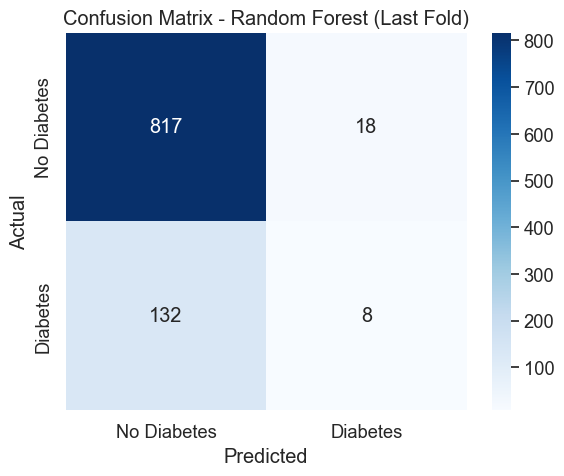 Confusion Matrix - Random Forest (Last Fold)
Actual
No Diabetes
Diabetes
817
18
132
8
No Diabetes
Diabetes
Predicted
800
700
600
500
400
300
200
100